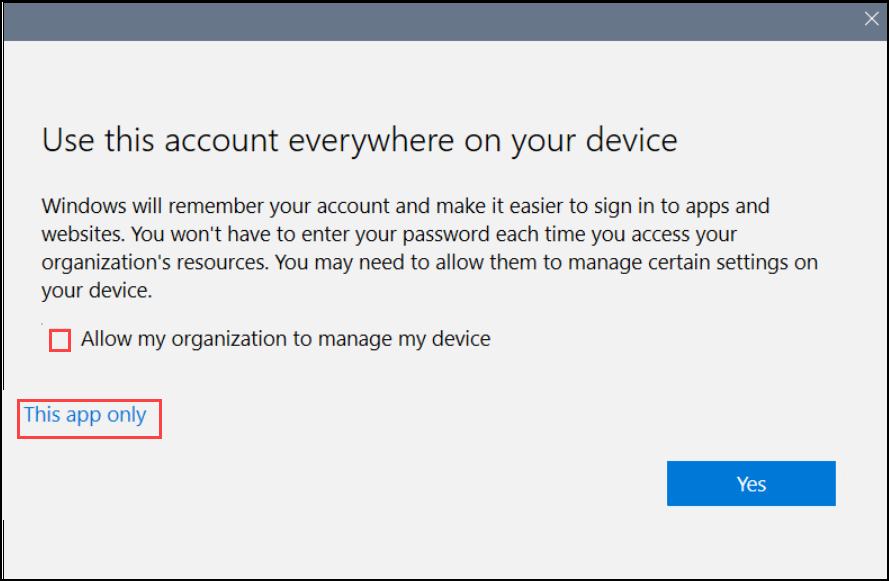 Use this account everywhere on your device
Windows will remember your account and make it easier to sign in to apps and
websites. You won't have to enter your password each time you access your
organization's resources. You may need to allow them to manage certain settings on
your device.
Allow my organization to manage my device
This app only
Yes